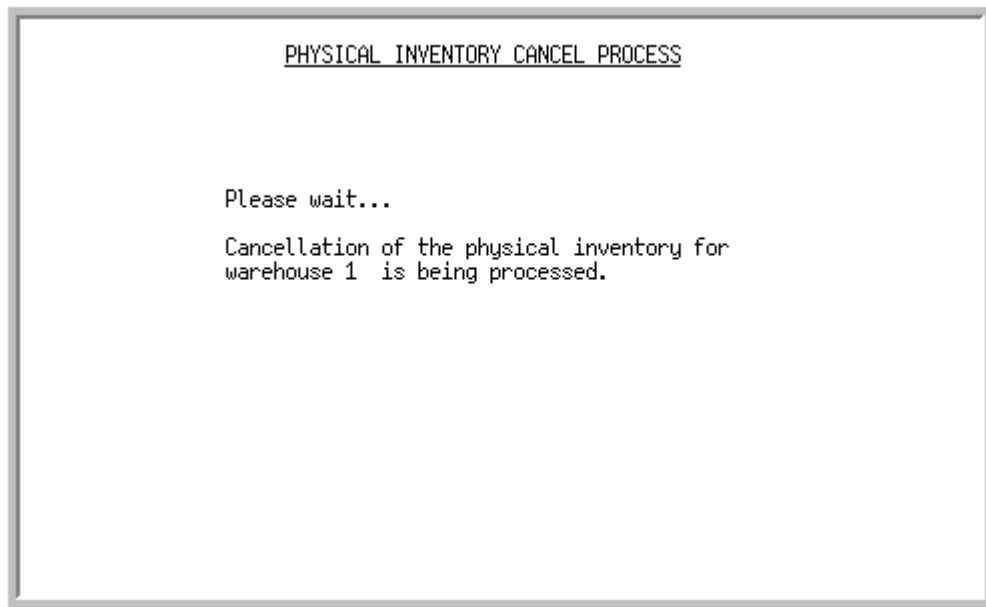 PHYSICAL INVENTORY CANCEL PROCESS
Please wait...
Cancellation of the physical inventory for
warehouse 1  is being processed.